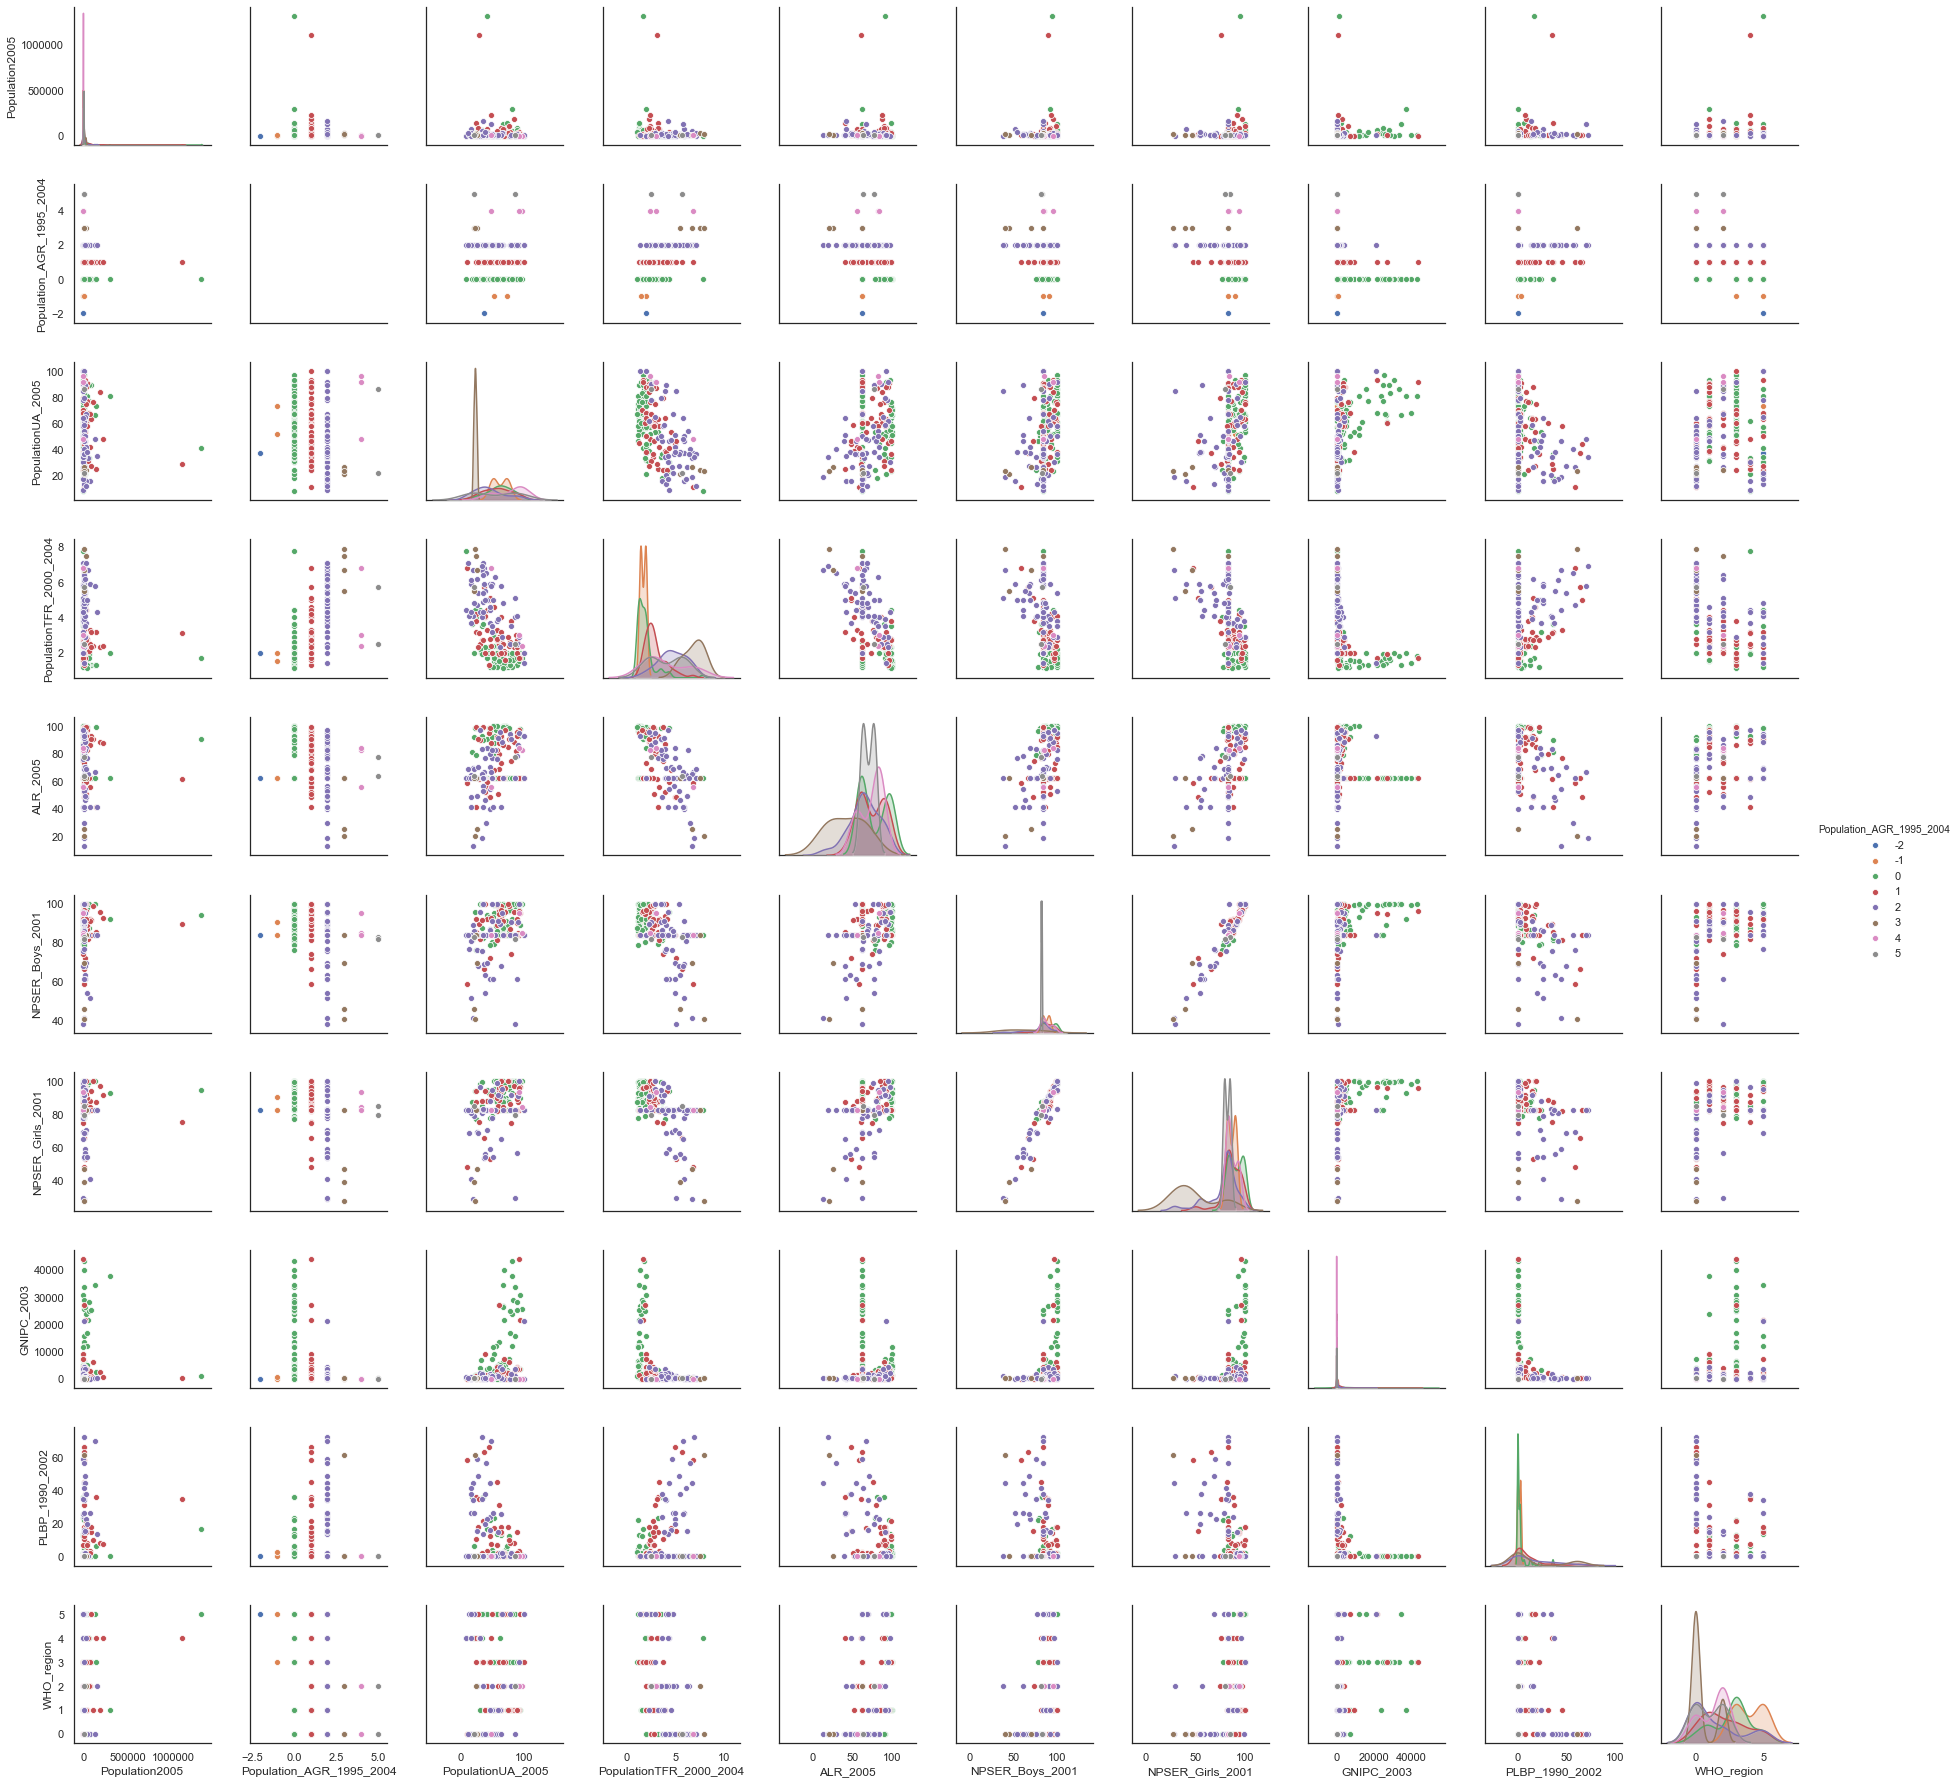 Population2005
1000000
500000
0
Population_AGR_1995_2004
4
2
0
−2
PopulationUA_2005
100
80
60
40
20
PopulationTFR_2000_2004
8
6
4
2
ALR_2005
100
80
60
40
20
NPSER_Boys_2001
100
80
60
40
NPSER_Girls_2001
100
80
60
40
GNIPC_2003
40000
30000
20000
10000
0
PLBP_1990_2002
60
40
20
0
WHO_region
5
4
3
2
1
0
0 500000 1000000
−2.5 0.0 2.5 5.0
0 100
0 5 10
0 50 100
0 50 100
0 50 100
0 20000 40000
0 50 100
0 5
Population2005
Population_AGR_1995_2004
PopulationUA_2005
PopulationTFR_2000_2004
ALR_2005
NPSER_Boys_2001
NPSER_Girls_2001
GNIPC_2003
PLBP_1990_2002
WHO_region
Population_AGR_1995_2004
-2
-1
0
1
2
3
4
5